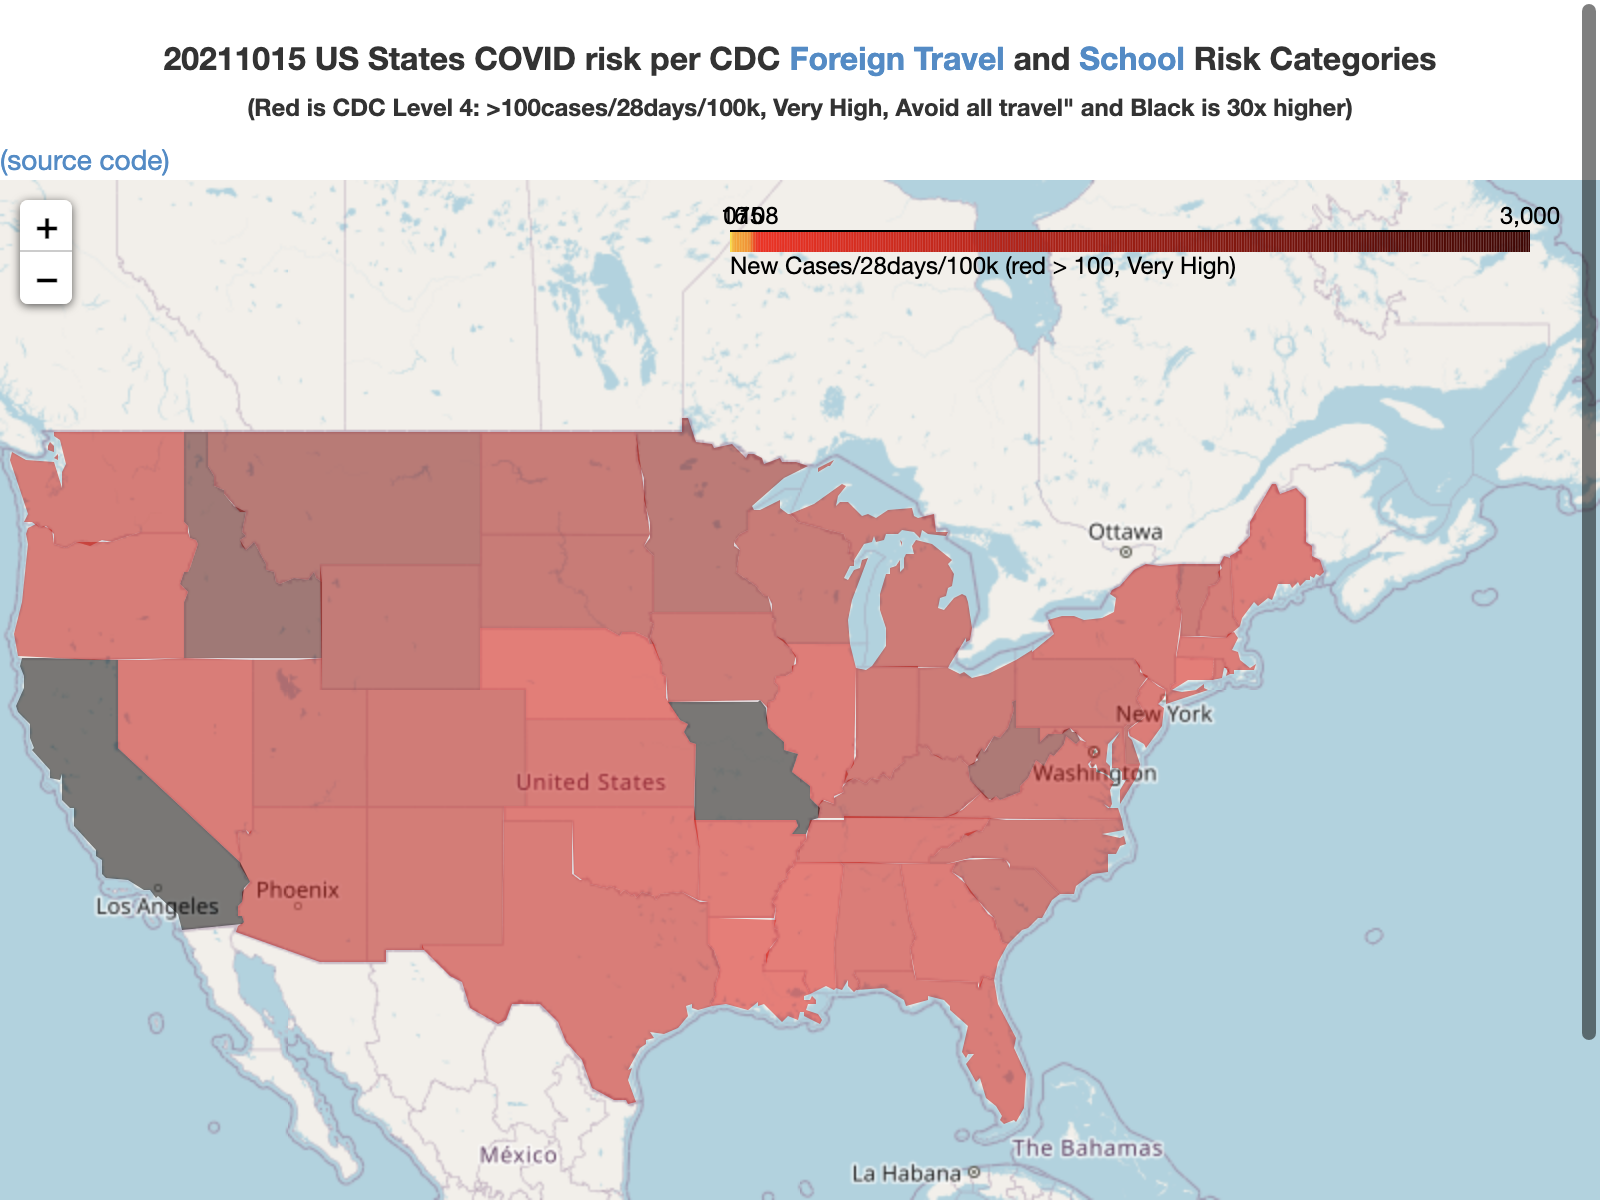 20211015 US States COVID risk per CDC Foreign Travel and School Risk Categories
(Red is CDC Level 4: >100cases/28days/100k, Very High, Avoid all travel" and Black is 30x higher)
(source code)
+
−
3,000
New Cases/28days/100k (red > 100, Very High)
Ottawa
New York
Washington
United States
Phoenix
Los Angeles
México
The Bahamas
La Habana